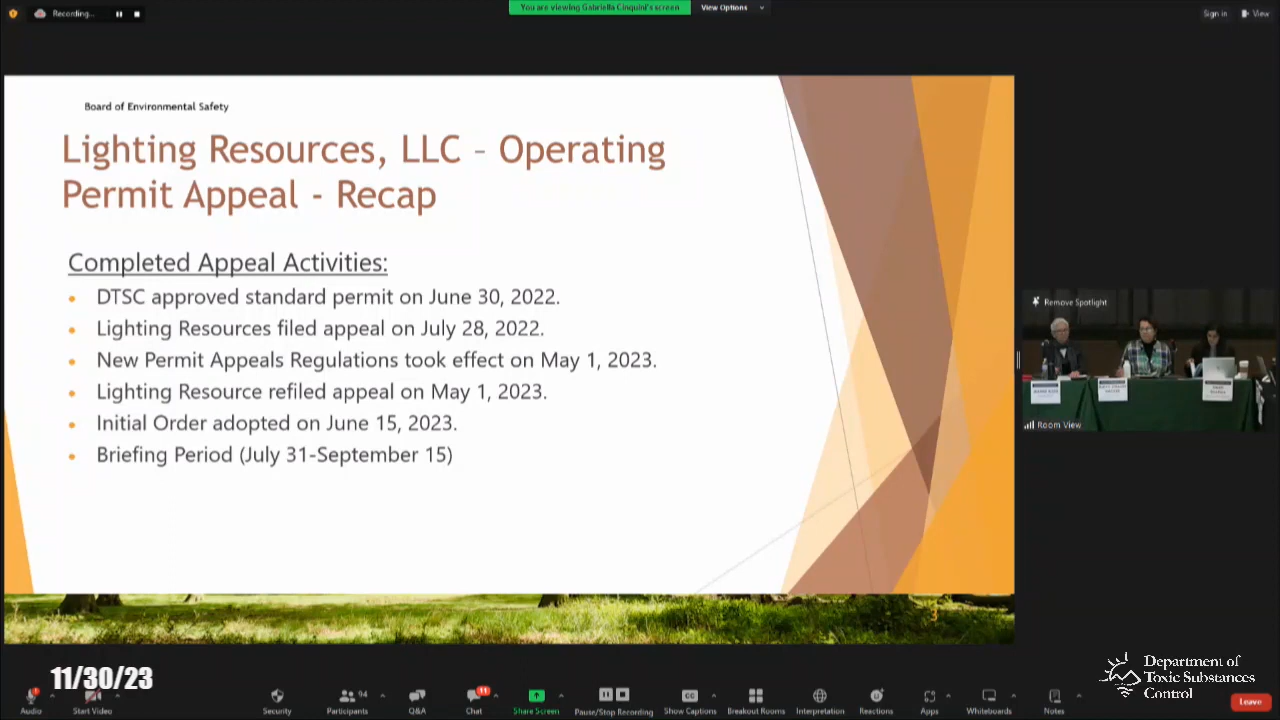 Recording...
You are viewing Gabriella Cinquini's screen
View Options
Sign in
View
Board of Environmental Safety
Lighting Resources, LLC – Operating
Permit Appeal - Recap
Completed Appeal Activities:
• DTSC approved standard permit on June 30, 2022.
• Lighting Resources filed appeal on July 28, 2022.
• New Permit Appeals Regulations took effect on May 1, 2023.
• Lighting Resource refiled appeal on May 1, 2023.
• Initial Order adopted on June 15, 2023.
• Briefing Period (July 31-September 15)
Remove Spotlight
Room View
11/30/23
Department of
Toxic Substances
Control
Audio
Start Video
Security
Participants
94
Q&A
Chat
11
Share Screen
Pause/Stop Recording
CC
Show Captions
Breakout Rooms
Interpretation
Reactions
Apps
Whiteboards
Notes
Leave